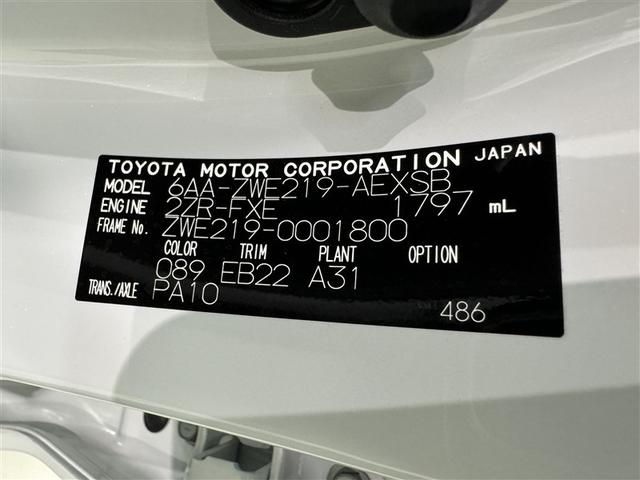 TOYOTA MOTOR CORPORATION JAPAN
MODEL 6AA-ZWE219-AEXSB
ENGINE 2ZR-FXE 1797 mL
FRAME No. ZWE219-0001800
COLOR TRIM PLANT OPTION
089 EB22 A31
TRANS./AXLE PA10
486